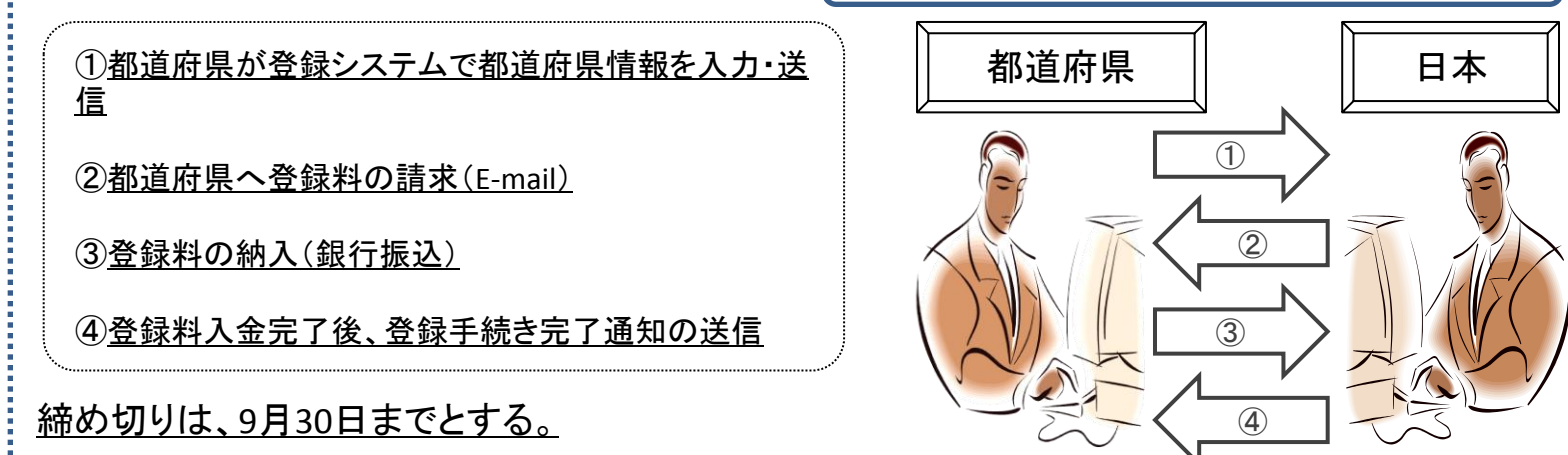 ①都道府県が登録システムで都道府県情報を入力・送
信
②都道府県へ登録料の請求(E-mail)
③登録料の納入(銀行振込)
④登録料入金完了後、登録手続き完了通知の送信
締め切りは、9月30日までとする。
都道府県
日本
①
②
③
④